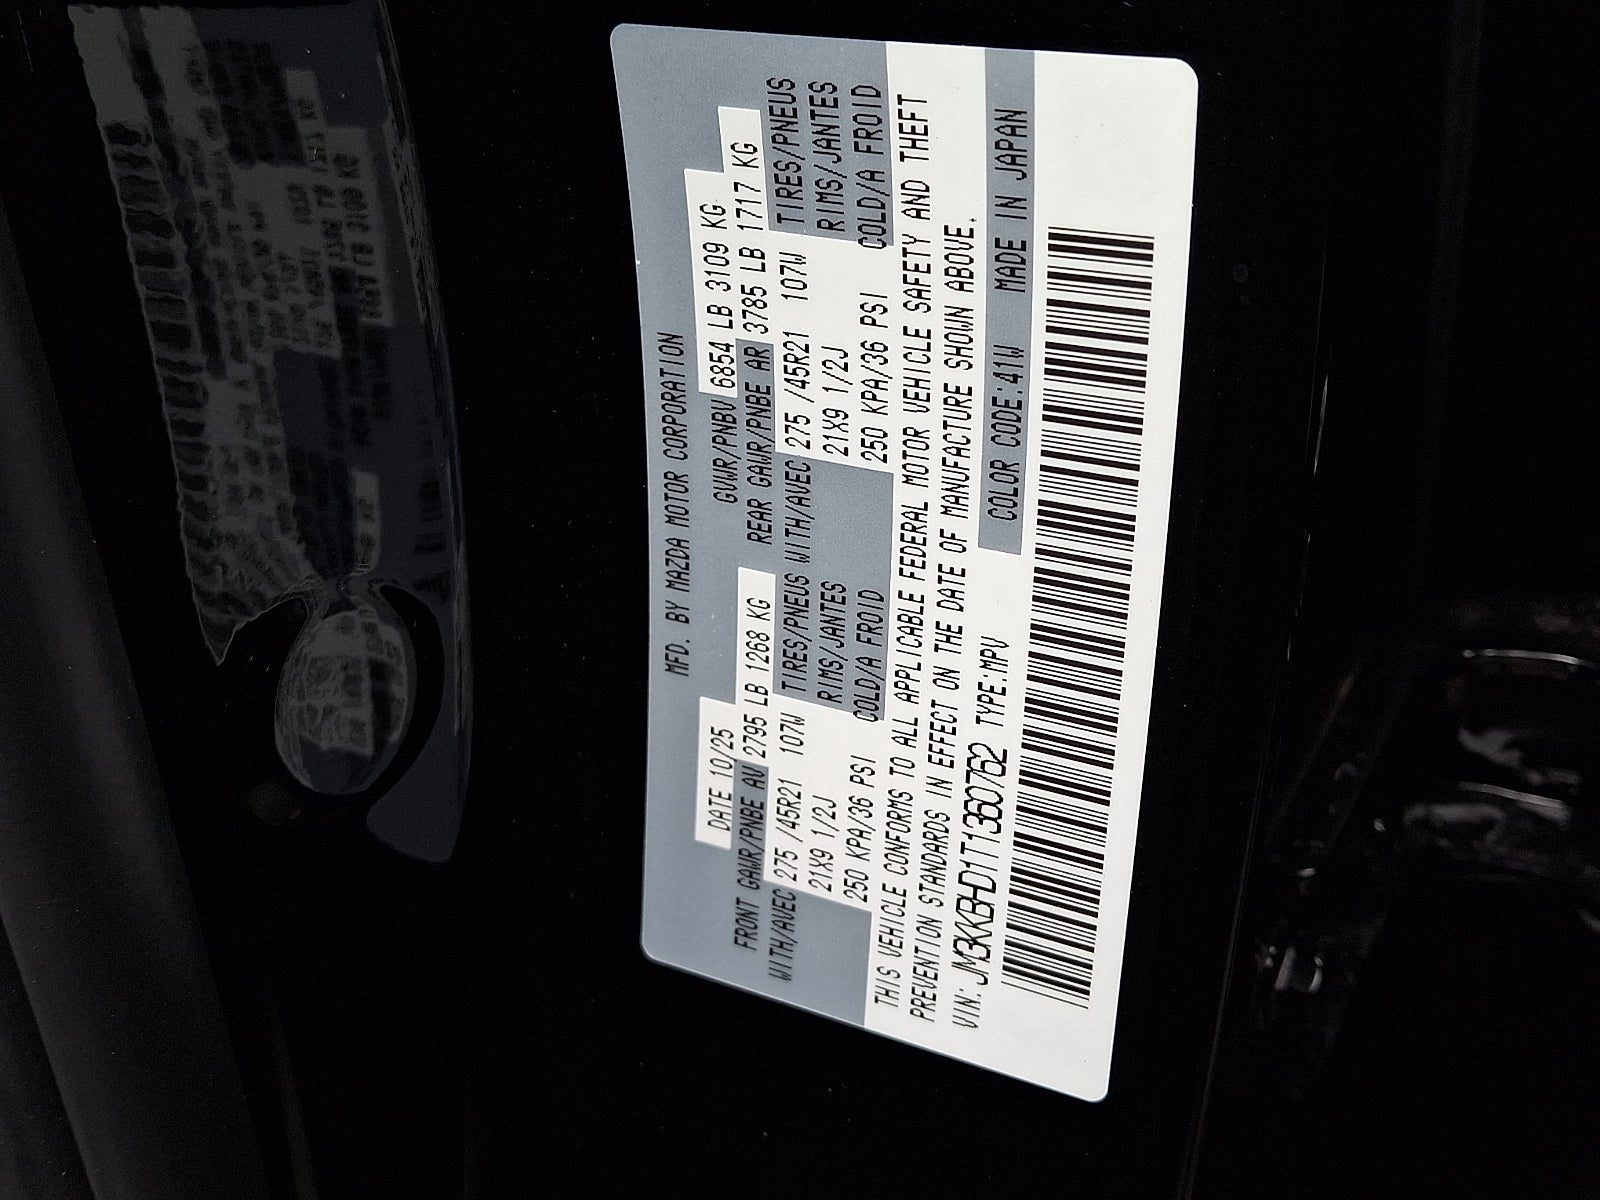 MFD. BY MAZDA MOTOR CORPORATION
DATE 10/25 GVWR/PNBV 6854 LB 3109 KG
FRONT GAWR/PNBE AV 2795 LB 1268 KG REAR GAWR/PNBE AR 3785 LB 1717 KG
WITH/AVEC 275 /45R21 107W TIRES/PNEUS WITH/AVEC 275 /45R21 107W TIRES/PNEUS
21X9 1/2J RIMS/JANTES 21X9 1/2J RIMS/JANTES
250 KPA/36 PSI COLD/A FROID 250 KPA/36 PSI COLD/A FROID
THIS VEHICLE CONFORMS TO ALL APPLICABLE FEDERAL MOTOR VEHICLE SAFETY AND THEFT
PREVENTION STANDARDS IN EFFECT ON THE DATE OF MANUFACTURE SHOWN ABOVE.
VIN: JM3KKBHD1T1360762 TYPE:MPV COLOR CODE:41W MADE IN JAPAN